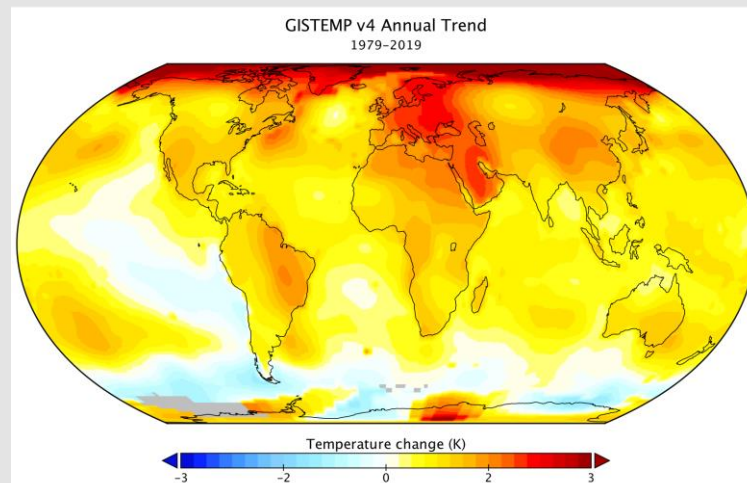 GISTEMP v4 Annual Trend
1979–2019
Temperature change (K)
−3 −2 0 2 3